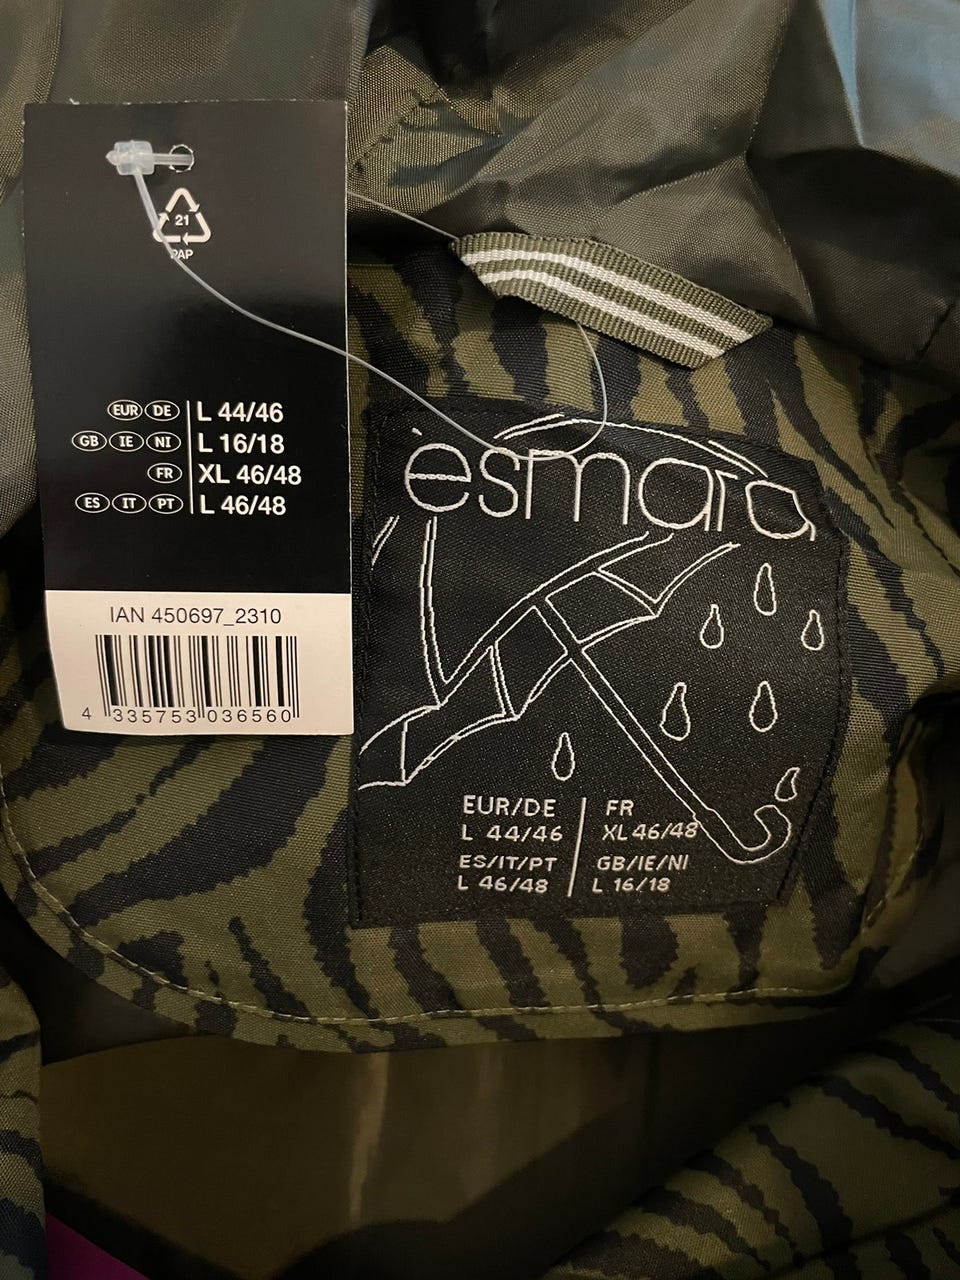 21
PAP
EUR DE L 44/46
GB IE NI L 16/18
FR XL 46/48
ES IT PT L 46/48
IAN 450697_2310
4 335753 036560
esmara
EUR/DE
L 44/46
ES/IT/PT
L 46/48
FR
XL 46/48
GB/IE/NI
L 16/18